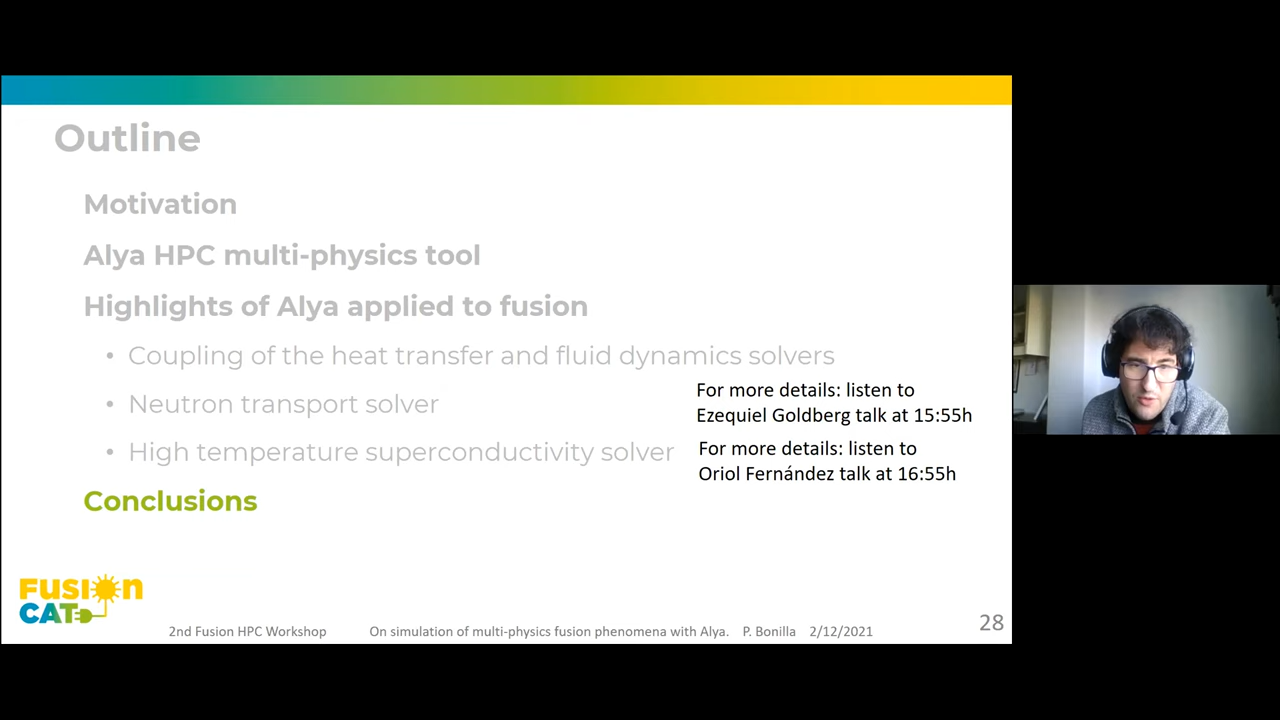 Outline
Motivation
Alya HPC multi-physics tool
Highlights of Alya applied to fusion
• Coupling of the heat transfer and fluid dynamics solvers
• Neutron transport solver
For more details: listen to
Ezequiel Goldberg talk at 15:55h
• High temperature superconductivity solver
For more details: listen to
Oriol Fernández talk at 16:55h
Conclusions
FUSION
CAT
2nd Fusion HPC Workshop
On simulation of multi-physics fusion phenomena with Alya. P. Bonilla 2/12/2021
28